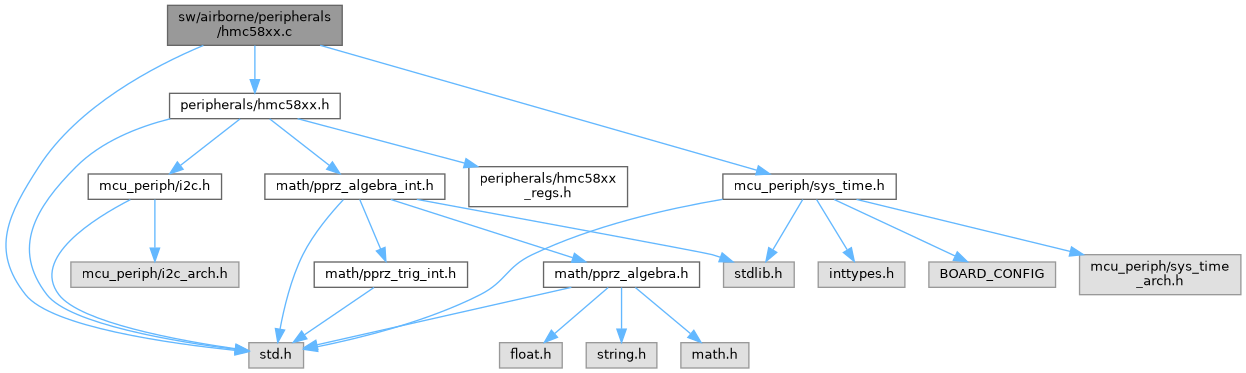 sw/airborne/peripherals
/hmc58xx.c
peripherals/hmc58xx.h
mcu_periph/i2c.h
math/pprz_algebra_int.h
peripherals/hmc58xx
_regs.h
mcu_periph/sys_time.h
mcu_periph/i2c_arch.h
math/pprz_trig_int.h
math/pprz_algebra.h
stdlib.h
inttypes.h
BOARD_CONFIG
mcu_periph/sys_time
_arch.h
std.h
float.h
string.h
math.h